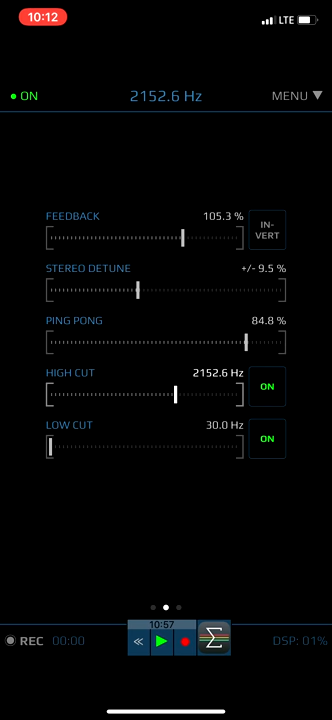 10:12
LTE
ON
2152.6 Hz
MENU ▼
FEEDBACK 105.3 %
IN-
VERT
STEREO DETUNE +/- 9.5 %
PING PONG 84.8 %
HIGH CUT 2152.6 Hz
ON
LOW CUT 30.0 Hz
ON
10:57
REC 00:00
Σ
DSP: 01%